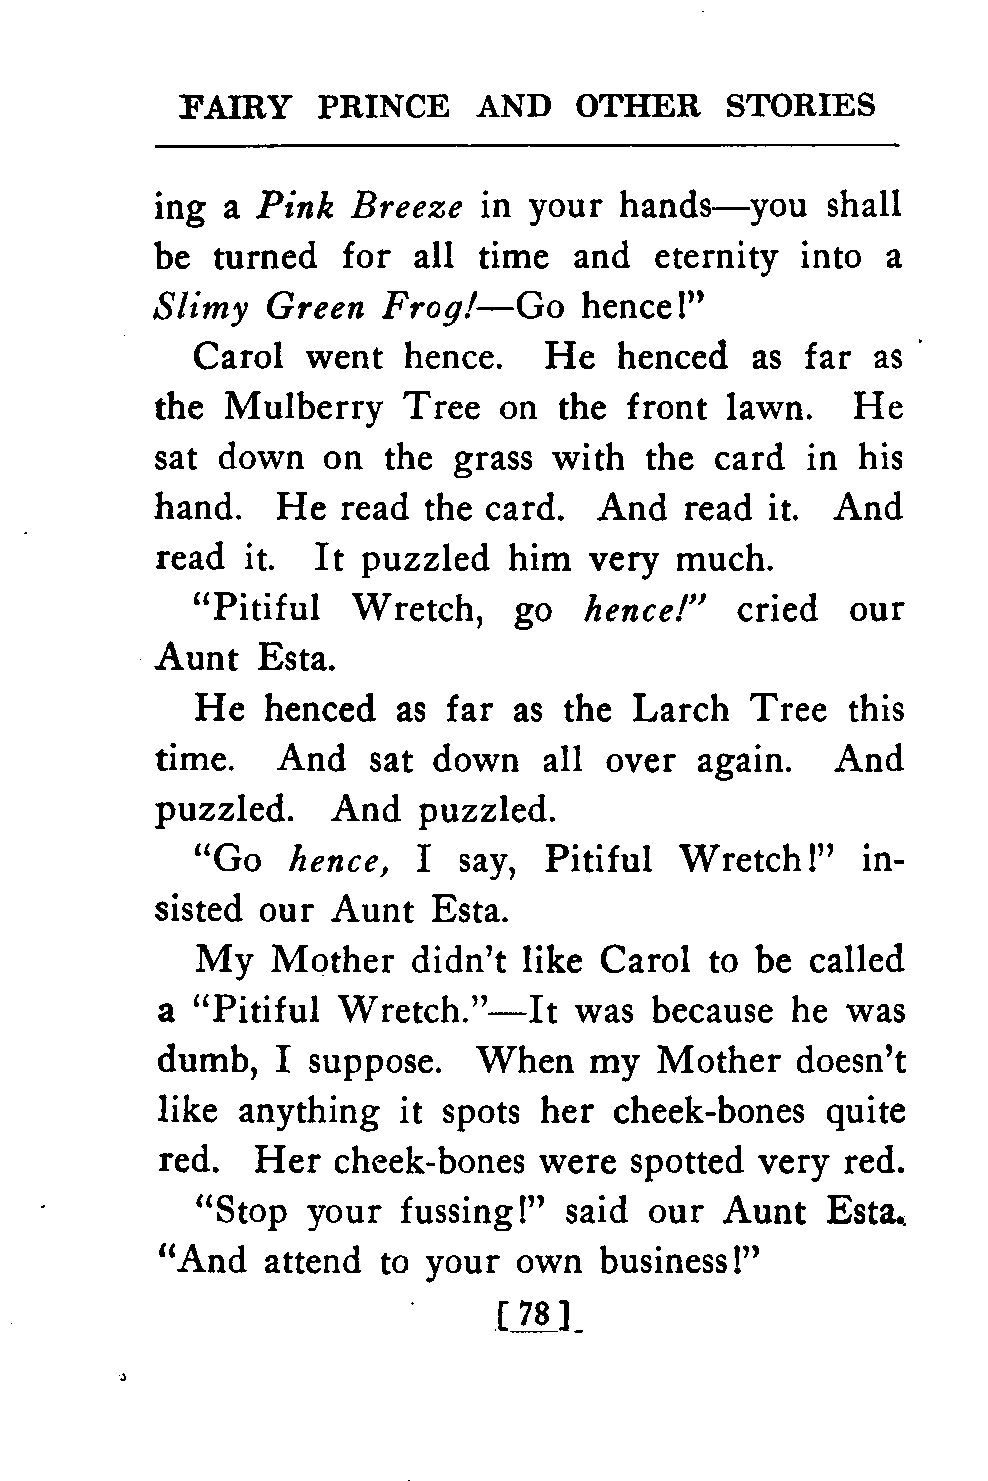 FAIRY PRINCE AND OTHER STORIES
ing a Pink Breeze in your hands—you shall
be turned for all time and eternity into a
Slimy Green Frog!—Go hence!”
Carol went hence. He henced as far as
the Mulberry Tree on the front lawn. He
sat down on the grass with the card in his
hand. He read the card. And read it. And
read it. It puzzled him very much.
“Pitiful Wretch, go hence!” cried our
Aunt Esta.
He henced as far as the Larch Tree this
time. And sat down all over again. And
puzzled. And puzzled.
“Go hence, I say, Pitiful Wretch!” in-
sisted our Aunt Esta.
My Mother didn’t like Carol to be called
a “Pitiful Wretch.”—It was because he was
dumb, I suppose. When my Mother doesn’t
like anything it spots her cheek-bones quite
red. Her cheek-bones were spotted very red.
“Stop your fussing!” said our Aunt Esta.
“And attend to your own business!”
[78]